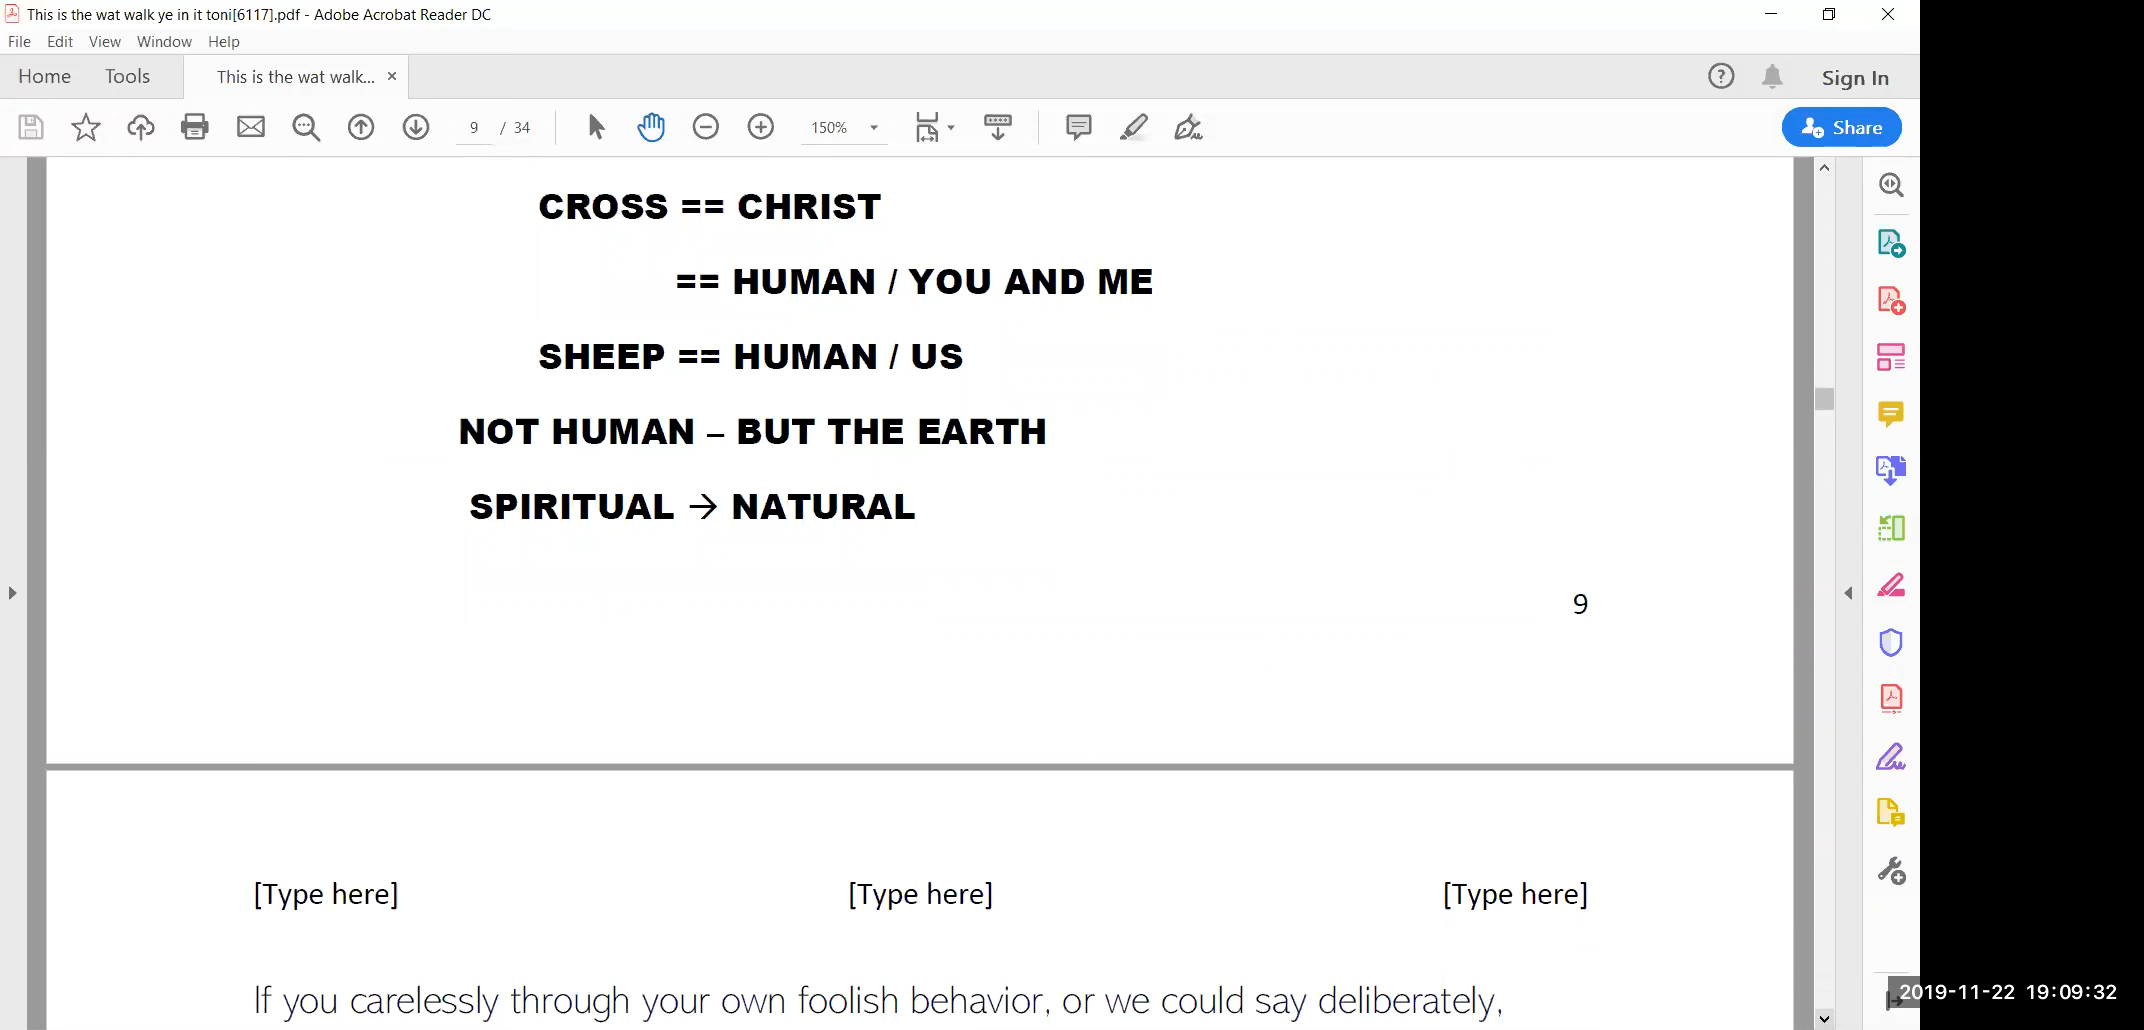 This is the wat walk ye in it toni[6117].pdf - Adobe Acrobat Reader DC
File Edit View Window Help
Home Tools This is the wat walk... × Sign In
9 / 34 150% Share
CROSS == CHRIST
== HUMAN / YOU AND ME
SHEEP == HUMAN / US
NOT HUMAN – BUT THE EARTH
SPIRITUAL → NATURAL
9
[Type here] [Type here] [Type here]
If you carelessly through your own foolish behavior, or we could say deliberately,
2019-11-22 19:09:32